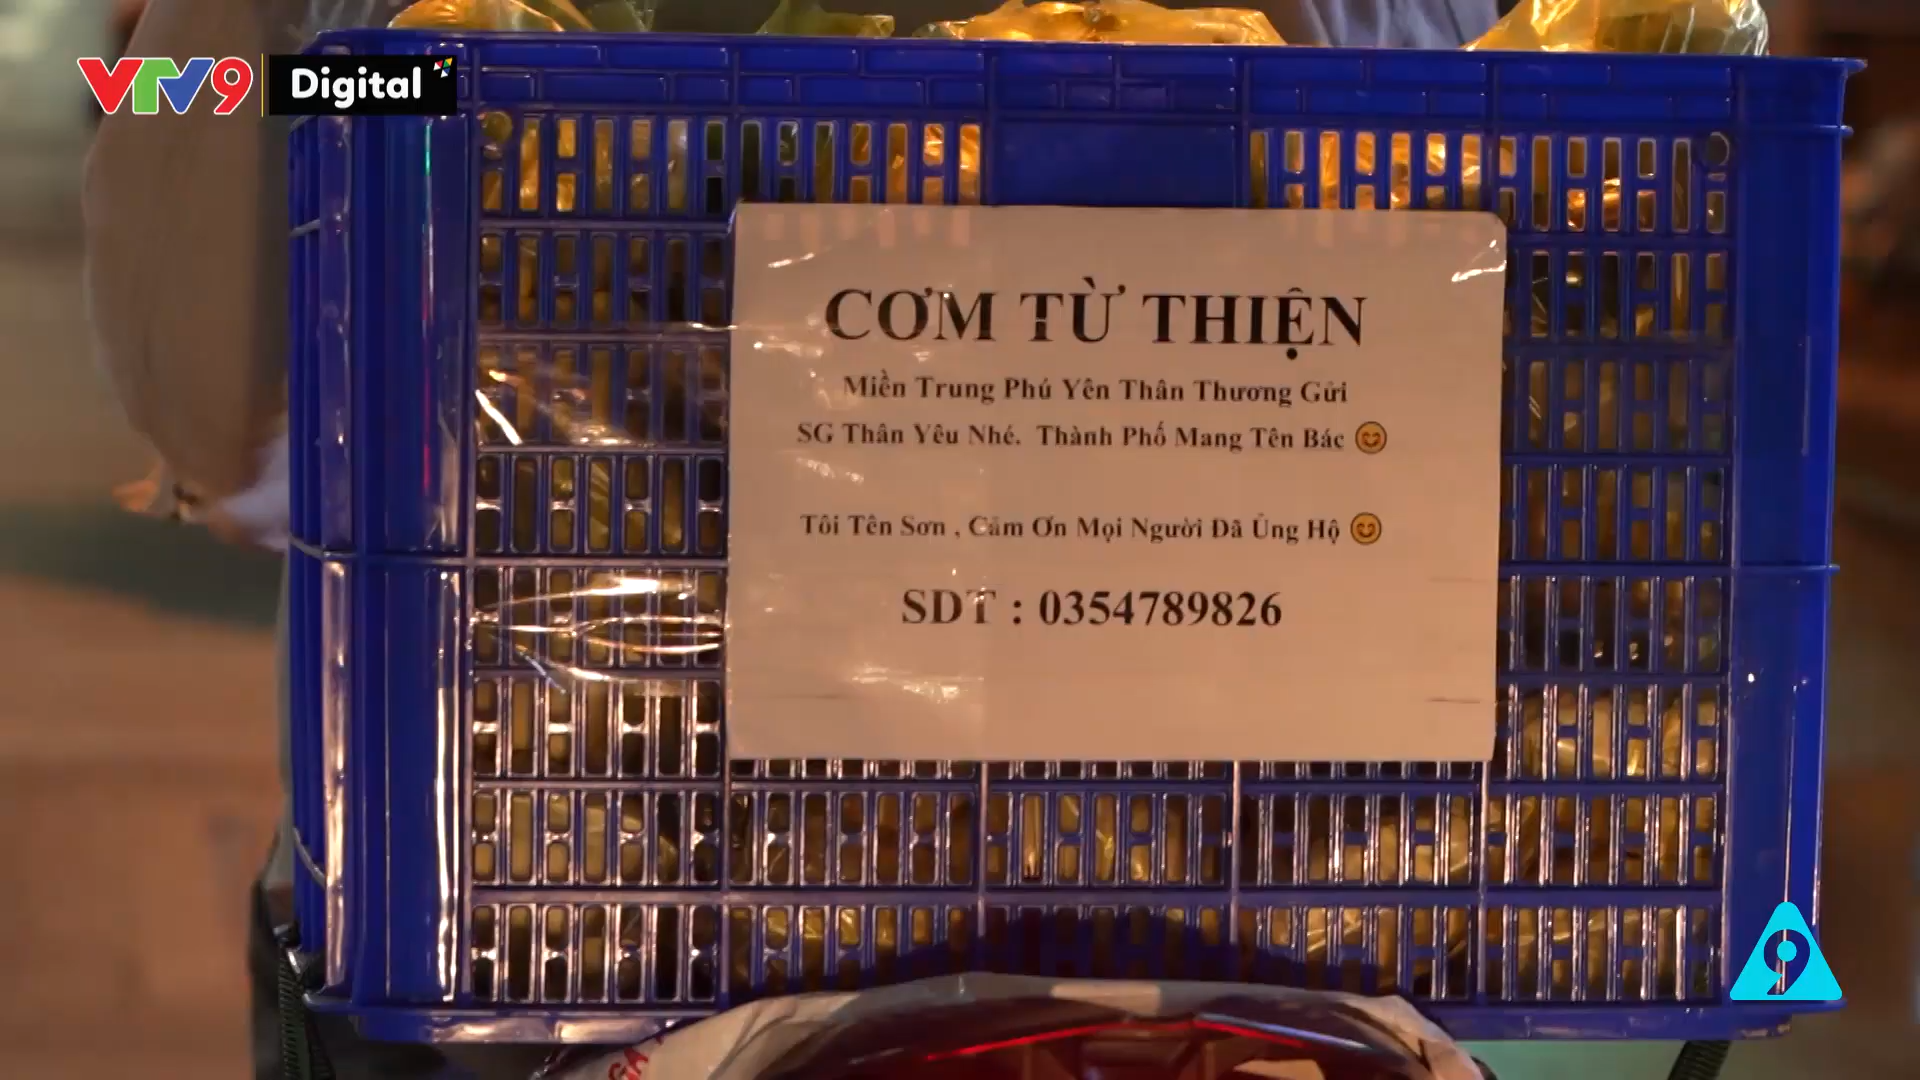 VTV9 Digital
CƠM TỪ THIỆN
Miền Trung Phú Yên Thân Thương Gửi
SG Thân Yêu Nhé. Thành Phố Mang Tên Bác 😊
Tôi Tên Sơn , Cảm Ơn Mọi Người Đã Ủng Hộ 😊
SDT : 0354789826
9